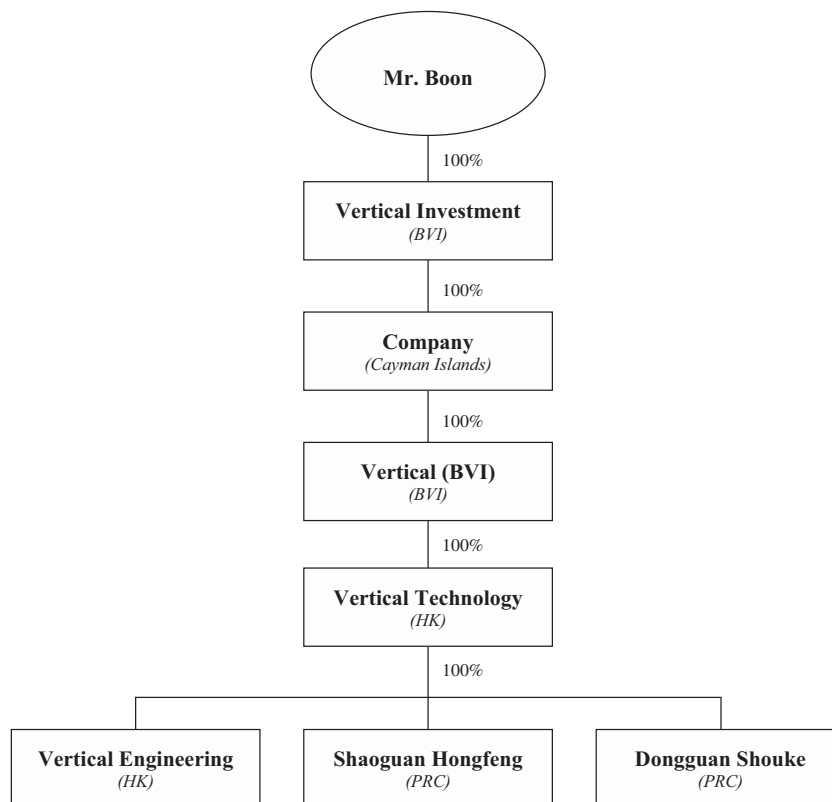 Mr. Boon
100%
Vertical Investment
(BVI)
100%
Company
(Cayman Islands)
100%
Vertical (BVI)
(BVI)
100%
Vertical Technology
(HK)
100%
Vertical Engineering
(HK)
Shaoguan Hongfeng
(PRC)
Dongguan Shouke
(PRC)